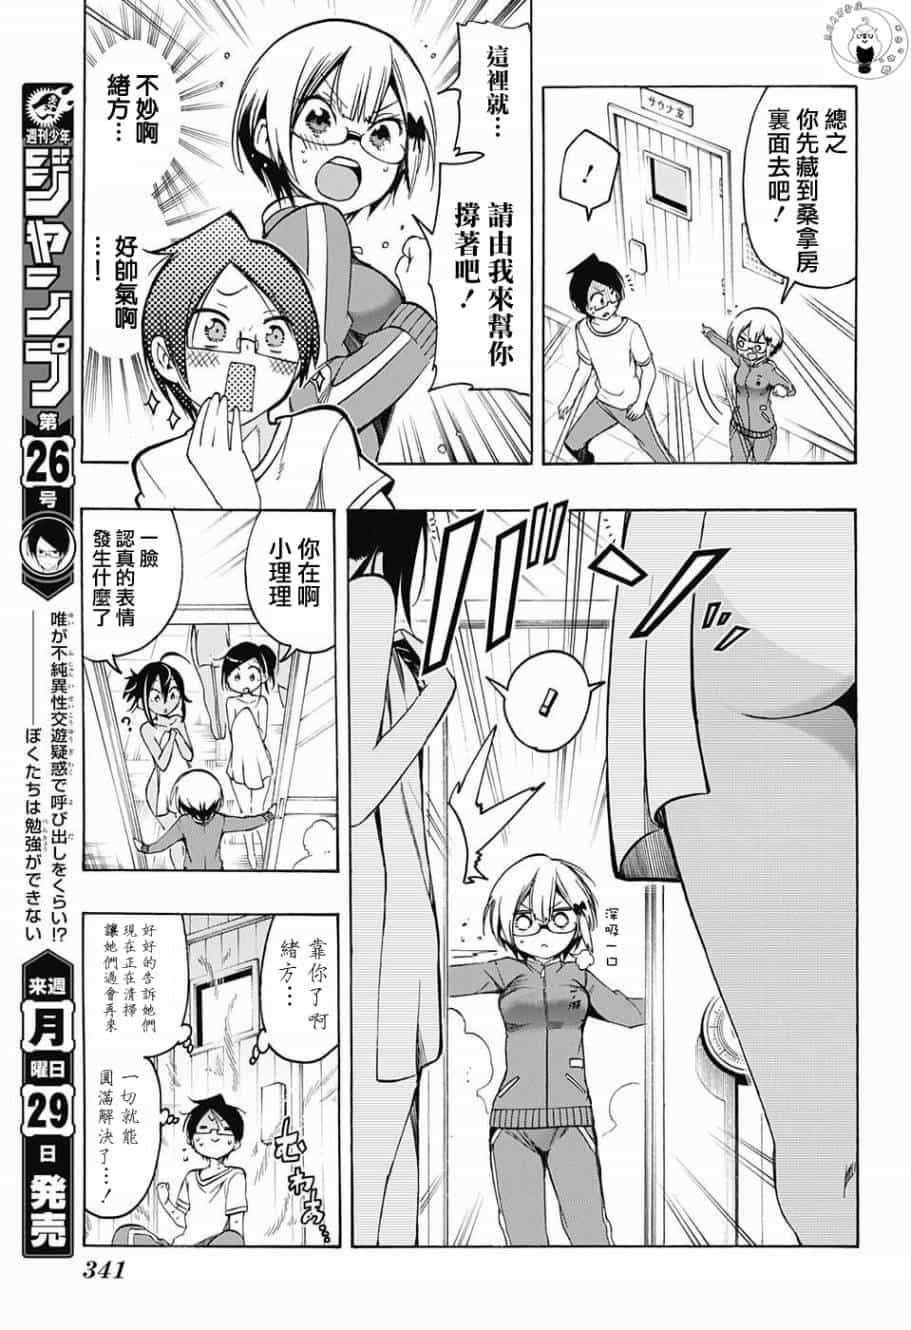 總之
你先藏到桑拿房
裏面去吧！
サウナ室
！
這裡就…
請由我來幫你
撐著吧！
不妙啊
緒方…
好帥氣啊
…！
！
深吸一口
你在啊
小理理
一臉
認真的表情
發生什麼了
？
靠你了啊
緒方…
好好的告訴她們
現在正在清掃
讓她們過會再來
一切就能
圓滿解決了…！
むわぁ…
週刊少年
ジャンプ
第
26
号
唯が不純異性交遊疑惑で呼び出しをくらい!?
──ぼくたちは勉強ができない
来週
月
曜日
29
日
発売
341